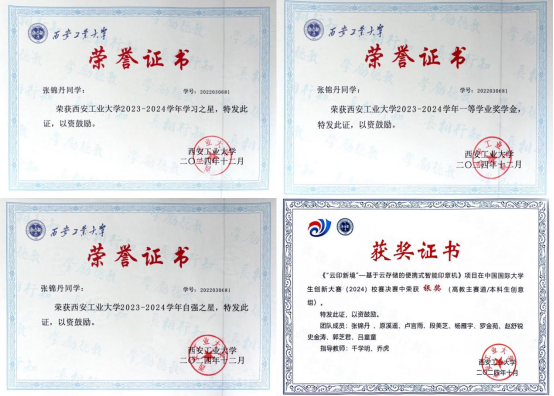 西安工业大学
荣誉证书
张锦丹同学：
学号：2022030681
荣获西安工业大学2023-2024学年学习之星，特发此
证，以资鼓励。
西安工业大学
二〇二四年十二月
西安工业大学
荣誉证书
张锦丹同学：
学号：2022030681
荣获西安工业大学2023-2024学年一等学业奖学金，
特发此证，以资鼓励。
西安工业大学
二〇二四年十二月
西安工业大学
荣誉证书
张锦丹同学：
学号：2022030681
荣获西安工业大学2023-2024学年自强之星，特发此
证，以资鼓励。
西安工业大学
二〇二四年十二月
获奖证书
《“云印新墙”—基于云存储的便携式智能印章机》项目在中国国际大学
生创新大赛（2024）校赛决赛中荣获 银奖（高教主赛道/本科生创意
组）。
特发此证，以资鼓励。
团队成员：张锦丹、原溪遥、卢言雨、段美芝、杨雁宇、罗金苑、赵舒锐
史金涛、郭芝君、吕童童
指导教师：千学明、乔虎
西安工业大学
二〇二四年十月